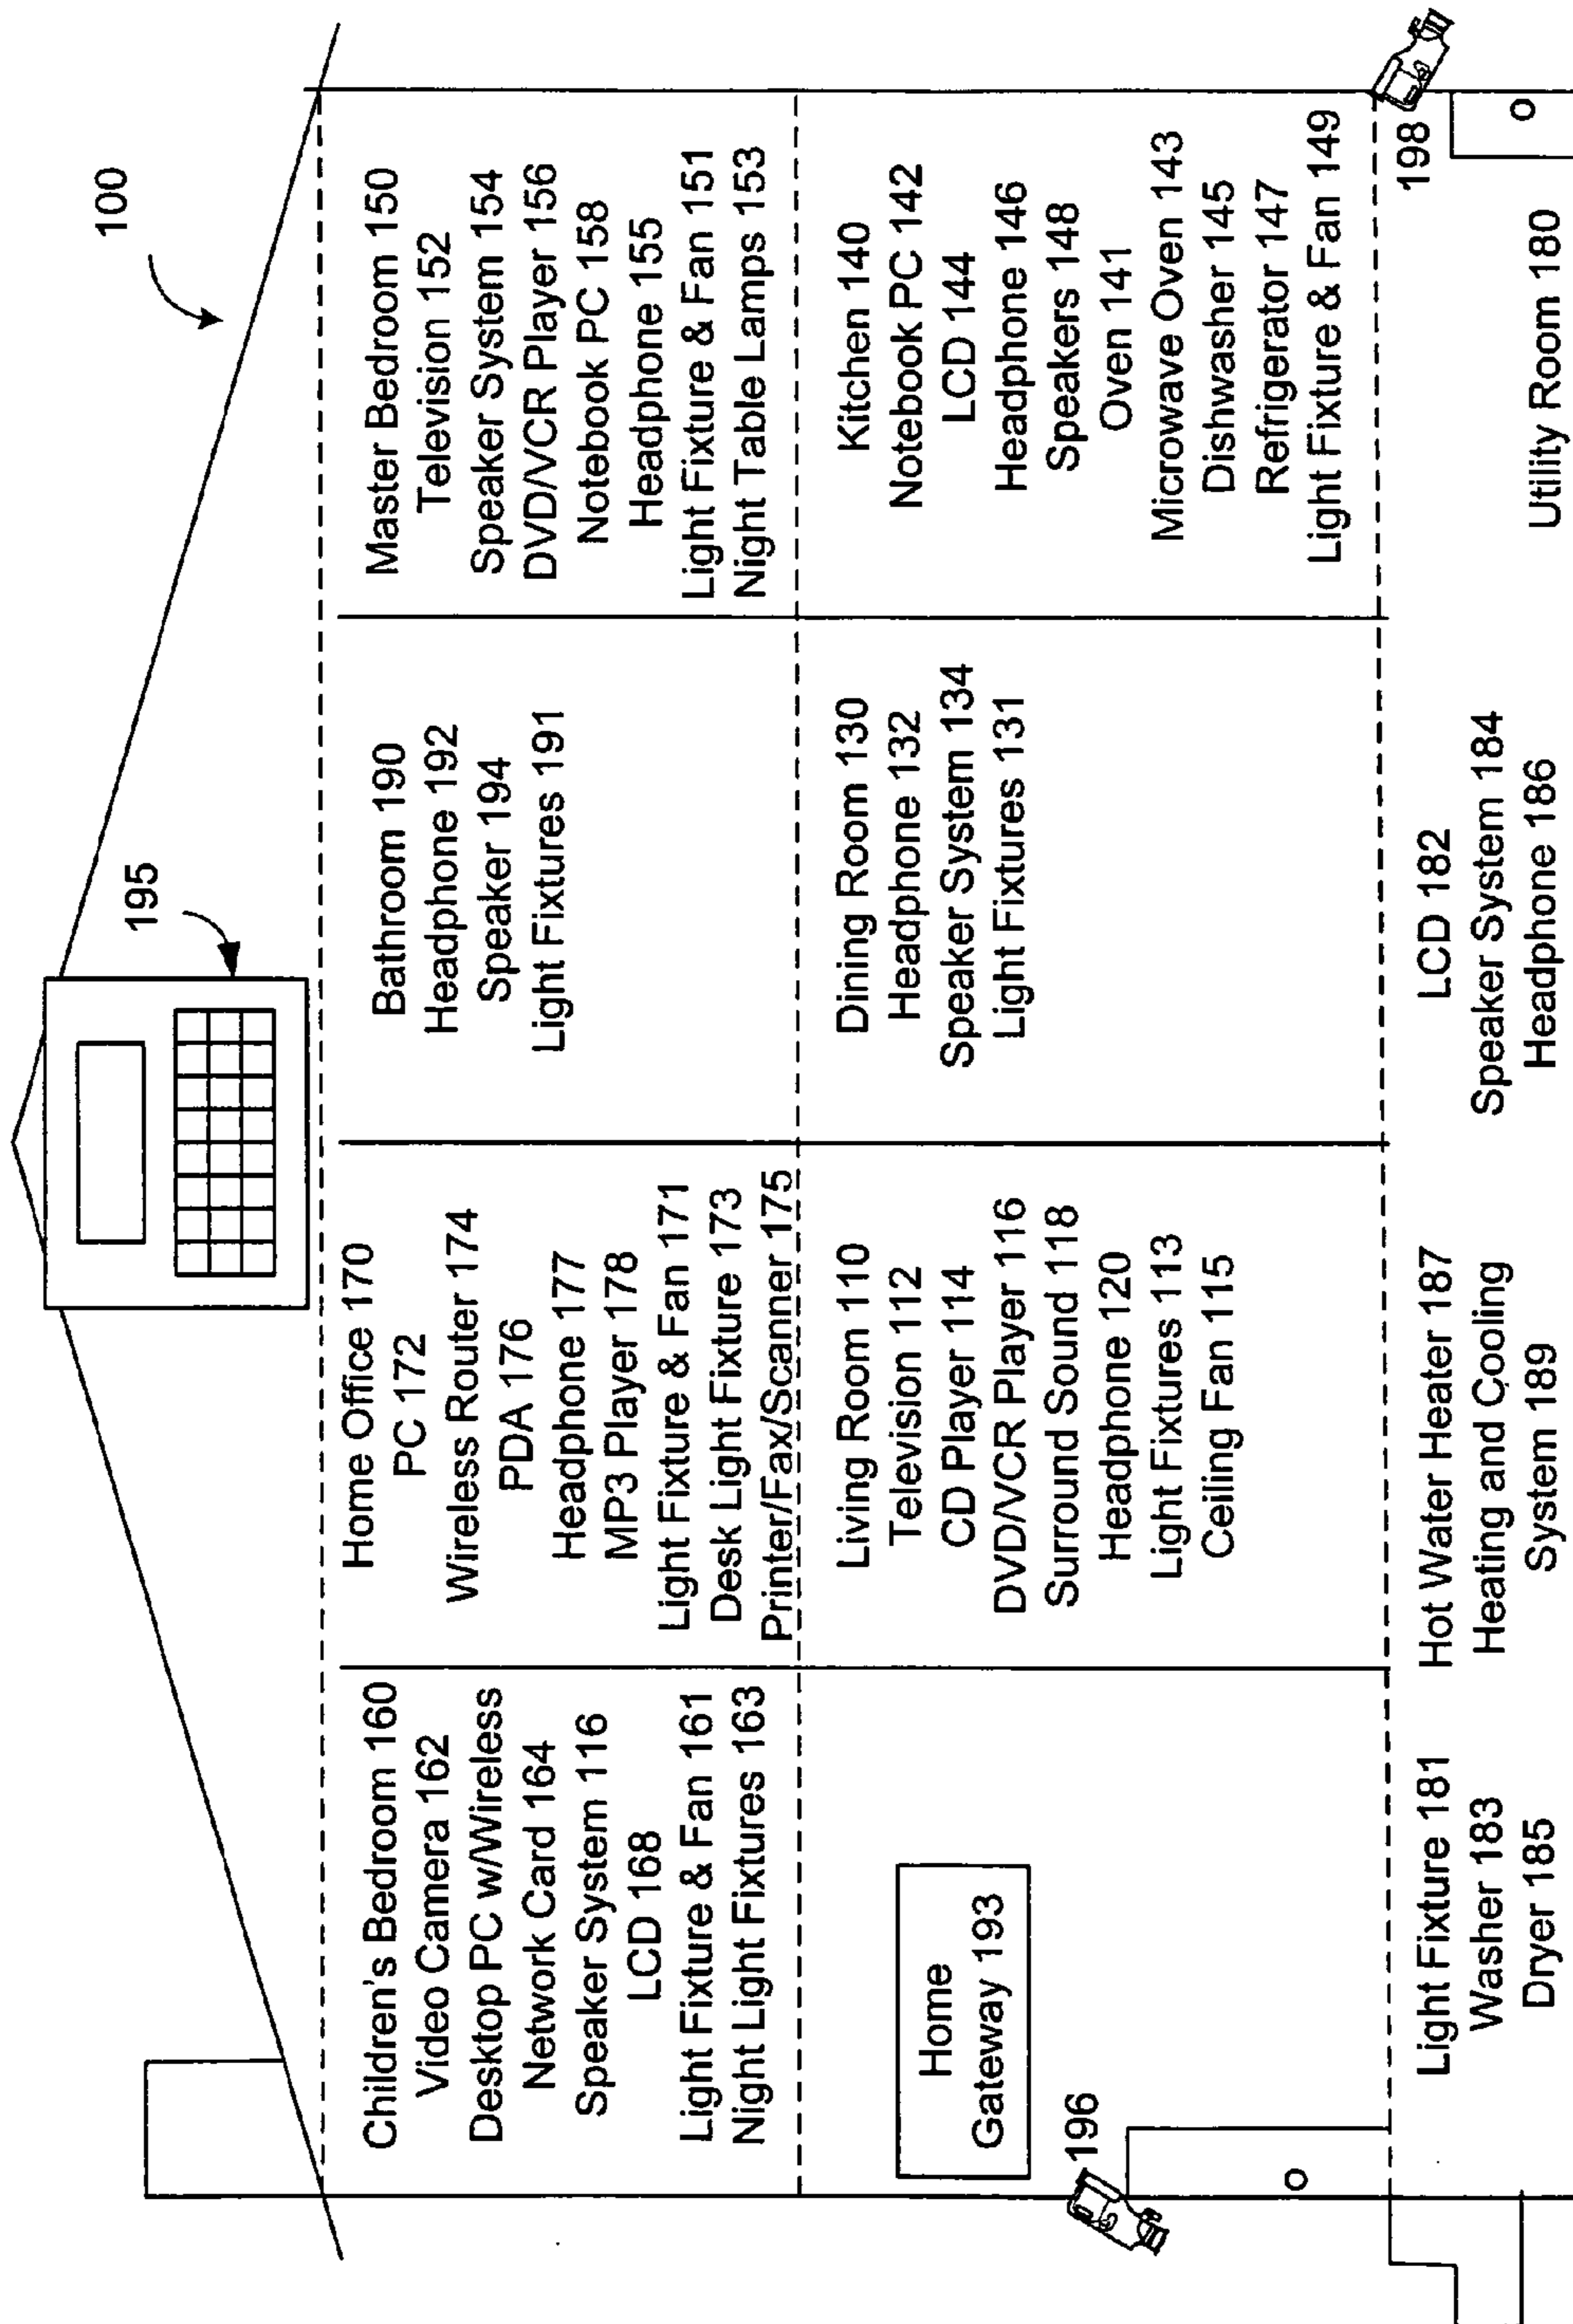 100
195
Children's Bedroom 160
Video Camera 162
Desktop PC w/Wireless
Network Card 164
Speaker System 116
LCD 168
Light Fixture & Fan 161
Night Light Fixtures 163
Home Office 170
PC 172
Wireless Router 174
PDA 176
Headphone 177
MP3 Player 178
Light Fixture & Fan 171
Desk Light Fixture 173
Printer/Fax/Scanner 175
Bathroom 190
Headphone 192
Speaker 194
Light Fixtures 191
Master Bedroom 150
Television 152
Speaker System 154
DVD/VCR Player 156
Notebook PC 158
Headphone 155
Light Fixture & Fan 151
Night Table Lamps 153
Home
Gateway 193
196
Living Room 110
Television 112
CD Player 114
DVD/VCR Player 116
Surround Sound 118
Headphone 120
Light Fixtures 113
Ceiling Fan 115
Dining Room 130
Headphone 132
Speaker System 134
Light Fixtures 131
Kitchen 140
Notebook PC 142
LCD 144
Headphone 146
Speakers 148
Oven 141
Microwave Oven 143
Dishwasher 145
Refrigerator 147
Light Fixture & Fan 149
198
Light Fixture 181
Washer 183
Dryer 185
Hot Water Heater 187
Heating and Cooling
System 189
LCD 182
Speaker System 184
Headphone 186
Utility Room 180